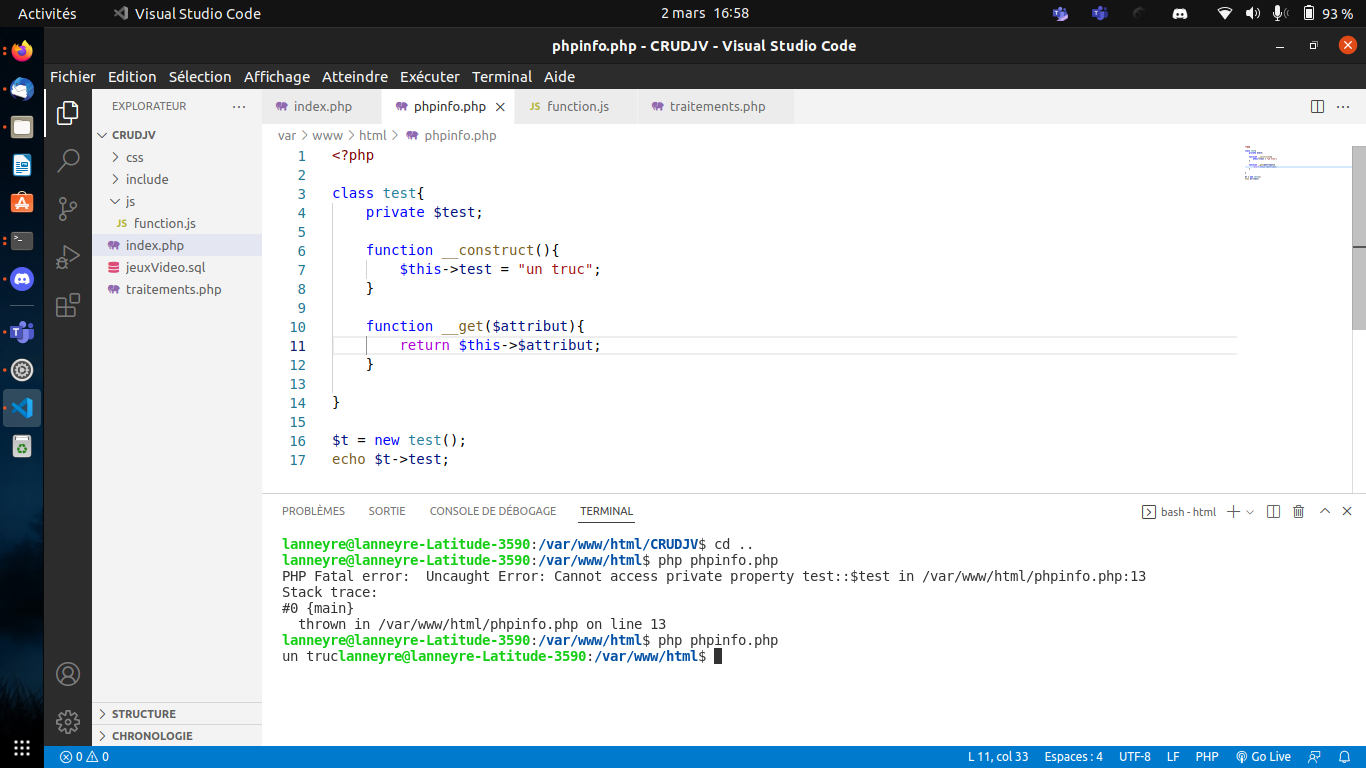 Activités
Visual Studio Code
2 mars 16:58
93 %
phpinfo.php - CRUDJV - Visual Studio Code
Fichier Edition Sélection Affichage Atteindre Exécuter Terminal Aide
EXPLORATEUR
CRUDJV
css
include
js
JS function.js
index.php
jeuxVideo.sql
traitements.php
STRUCTURE
CHRONOLOGIE
index.php
phpinfo.php
JS function.js
traitements.php
var > www > html > phpinfo.php
1 <?php
2
3 class test{
4     private $test;
5
6     function __construct(){
7         $this->test = "un truc";
8     }
9
10     function __get($attribut){
11         return $this->$attribut;
12     }
13
14 }
15
16 $t = new test();
17 echo $t->test;
PROBLÈMES SORTIE CONSOLE DE DÉBOGAGE TERMINAL
bash - html
lanneyre@lanneyre-Latitude-3590:/var/www/html/CRUDJV$ cd ..
lanneyre@lanneyre-Latitude-3590:/var/www/html$ php phpinfo.php
PHP Fatal error:  Uncaught Error: Cannot access private property test::$test in /var/www/html/phpinfo.php:13
Stack trace:
#0 {main}
  thrown in /var/www/html/phpinfo.php on line 13
lanneyre@lanneyre-Latitude-3590:/var/www/html$ php phpinfo.php
un truclanneyre@lanneyre-Latitude-3590:/var/www/html$
0 0
L 11, col 33
Espaces : 4
UTF-8
LF
PHP
Go Live